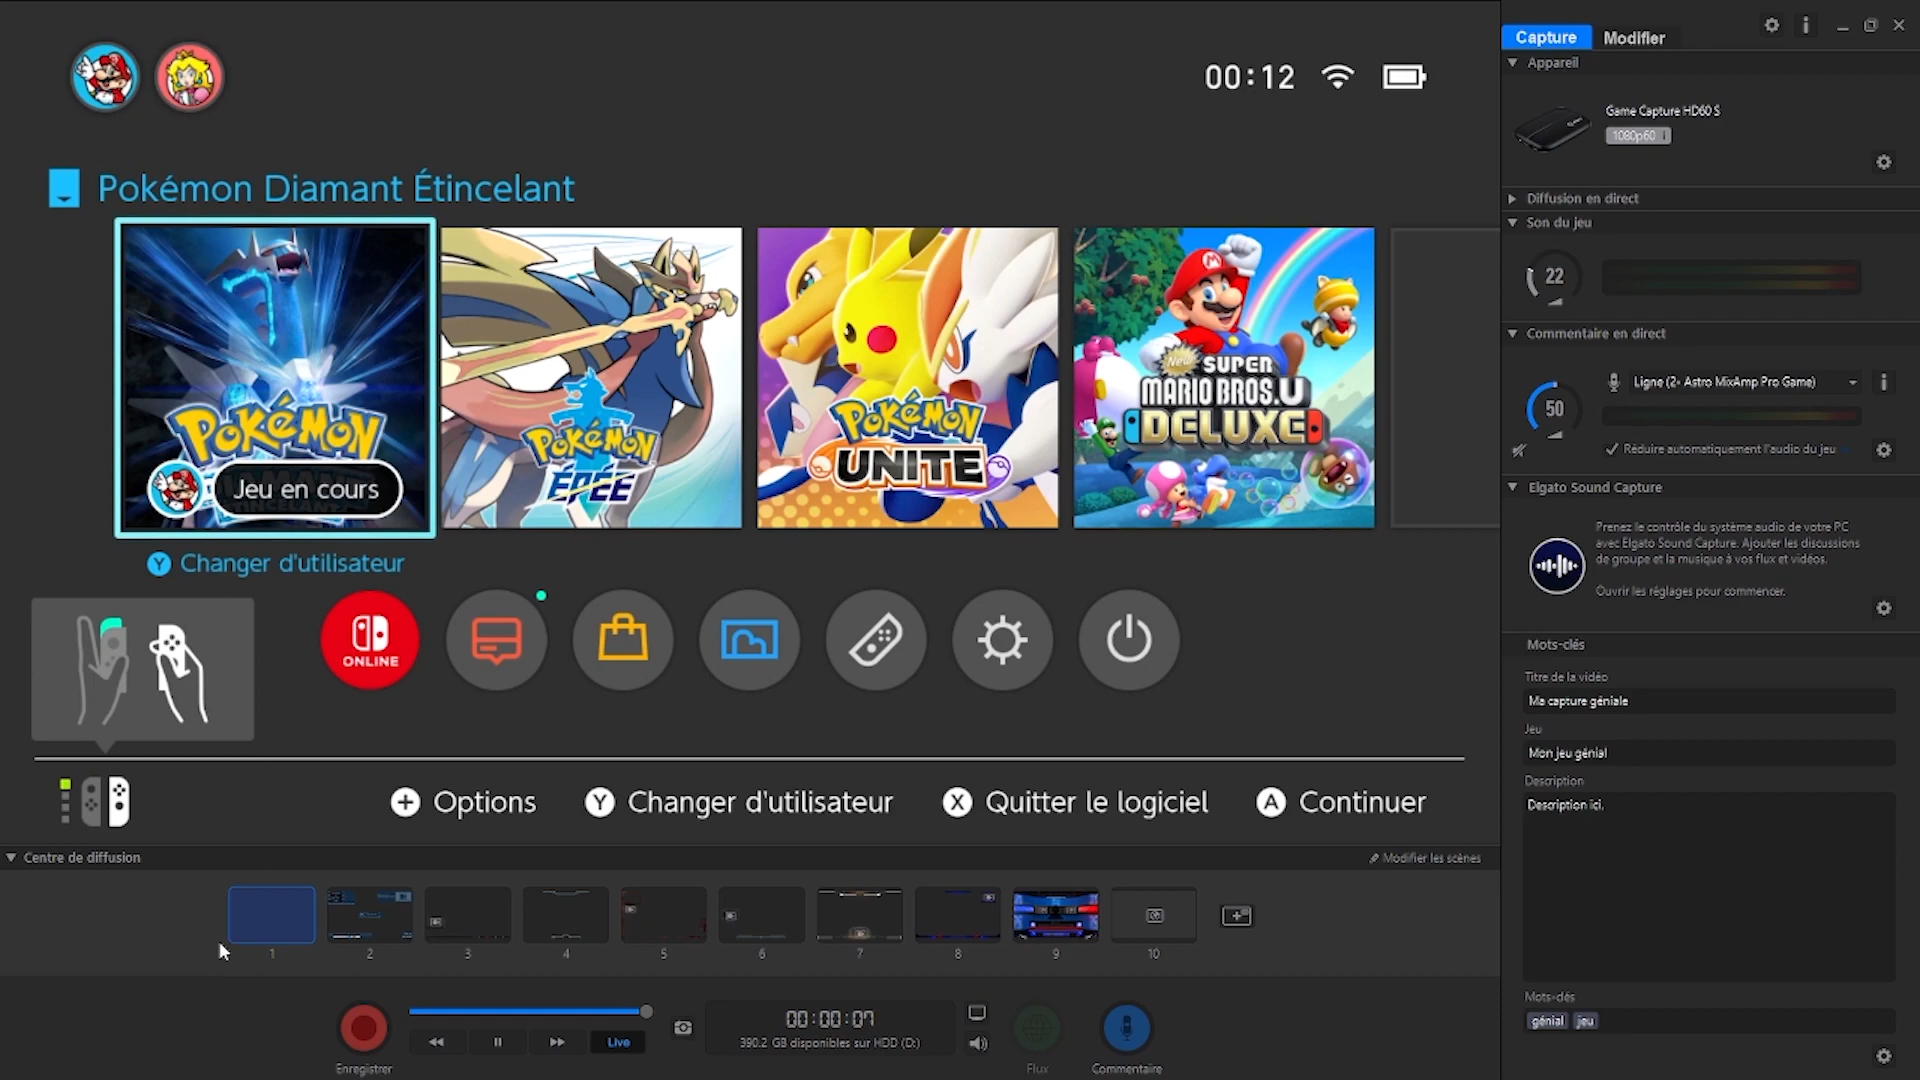 00:12
Pokémon Diamant Étincelant
POKÉMON
Jeu en cours
POKÉMON
ÉPÉE
POKÉMON
UNITE
New
SUPER
MARIO BROS.U
DELUXE
Y Changer d'utilisateur
ONLINE
+ Options
Y Changer d'utilisateur
X Quitter le logiciel
A Continuer
Centre de diffusion
Modifier les scènes
1
2
3
4
5
6
7
8
9
10
Enregistrer
Live
00:00:07
390.2 GB disponibles sur HDD (D:)
Flux
Commentaire
Capture
Modifier
Appareil
Game Capture HD60 S
1080p60 i
Diffusion en direct
Son du jeu
22
Commentaire en direct
50
Ligne (2- Astro MixAmp Pro Game)
Réduire automatiquement l'audio du jeu
Elgato Sound Capture
Prenez le contrôle du système audio de votre PC
avec Elgato Sound Capture. Ajouter les discussions
de groupe et la musique à vos flux et vidéos.
Ouvrir les réglages pour commencer.
Mots-clés
Titre de la vidéo
Ma capture géniale
Jeu
Mon jeu génial
Description
Description ici.
Mots-clés
génial jeu